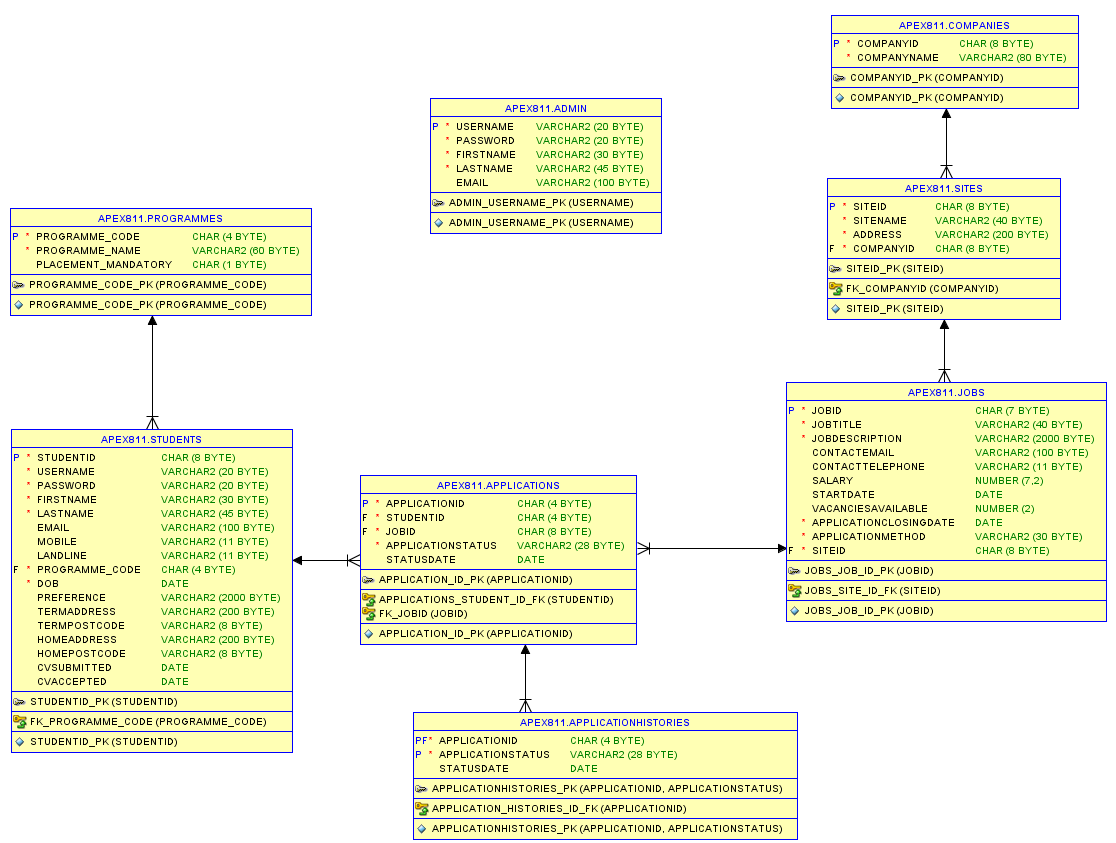 APEX811.COMPANIES
P * COMPANYID CHAR (8 BYTE)
* COMPANYNAME VARCHAR2 (80 BYTE)
COMPANYID_PK (COMPANYID)
COMPANYID_PK (COMPANYID)
APEX811.ADMIN
P * USERNAME VARCHAR2 (20 BYTE)
* PASSWORD VARCHAR2 (20 BYTE)
* FIRSTNAME VARCHAR2 (30 BYTE)
* LASTNAME VARCHAR2 (45 BYTE)
EMAIL VARCHAR2 (100 BYTE)
ADMIN_USERNAME_PK (USERNAME)
ADMIN_USERNAME_PK (USERNAME)
APEX811.SITES
P * SITEID CHAR (8 BYTE)
* SITENAME VARCHAR2 (40 BYTE)
* ADDRESS VARCHAR2 (200 BYTE)
F * COMPANYID CHAR (8 BYTE)
SITEID_PK (SITEID)
FK_COMPANYID (COMPANYID)
SITEID_PK (SITEID)
APEX811.PROGRAMMES
P * PROGRAMME_CODE CHAR (4 BYTE)
* PROGRAMME_NAME VARCHAR2 (60 BYTE)
PLACEMENT_MANDATORY CHAR (1 BYTE)
PROGRAMME_CODE_PK (PROGRAMME_CODE)
PROGRAMME_CODE_PK (PROGRAMME_CODE)
APEX811.JOBS
P * JOBID CHAR (7 BYTE)
* JOBTITLE VARCHAR2 (40 BYTE)
* JOBDESCRIPTION VARCHAR2 (2000 BYTE)
CONTACTEMAIL VARCHAR2 (100 BYTE)
CONTACTTELEPHONE VARCHAR2 (11 BYTE)
SALARY NUMBER (7,2)
STARTDATE DATE
VACANCIESAVAILABLE NUMBER (2)
* APPLICATIONCLOSINGDATE DATE
* APPLICATIONMETHOD VARCHAR2 (30 BYTE)
F * SITEID CHAR (8 BYTE)
JOBS_JOB_ID_PK (JOBID)
JOBS_SITE_ID_FK (SITEID)
JOBS_JOB_ID_PK (JOBID)
APEX811.STUDENTS
P * STUDENTID CHAR (8 BYTE)
* USERNAME VARCHAR2 (20 BYTE)
* PASSWORD VARCHAR2 (20 BYTE)
* FIRSTNAME VARCHAR2 (30 BYTE)
* LASTNAME VARCHAR2 (45 BYTE)
EMAIL VARCHAR2 (100 BYTE)
MOBILE VARCHAR2 (11 BYTE)
LANDLINE VARCHAR2 (11 BYTE)
F * PROGRAMME_CODE CHAR (4 BYTE)
* DOB DATE
PREFERENCE VARCHAR2 (2000 BYTE)
TERMADDRESS VARCHAR2 (200 BYTE)
TERMPOSTCODE VARCHAR2 (8 BYTE)
HOMEADDRESS VARCHAR2 (200 BYTE)
HOMEPOSTCODE VARCHAR2 (8 BYTE)
CVSUBMITTED DATE
CVACCEPTED DATE
STUDENTID_PK (STUDENTID)
FK_PROGRAMME_CODE (PROGRAMME_CODE)
STUDENTID_PK (STUDENTID)
APEX811.APPLICATIONS
P * APPLICATIONID CHAR (4 BYTE)
F * STUDENTID CHAR (4 BYTE)
F * JOBID CHAR (8 BYTE)
* APPLICATIONSTATUS VARCHAR2 (28 BYTE)
STATUSDATE DATE
APPLICATION_ID_PK (APPLICATIONID)
APPLICATIONS_STUDENT_ID_FK (STUDENTID)
FK_JOBID (JOBID)
APPLICATION_ID_PK (APPLICATIONID)
APEX811.APPLICATIONHISTORIES
PF* APPLICATIONID CHAR (4 BYTE)
P * APPLICATIONSTATUS VARCHAR2 (28 BYTE)
STATUSDATE DATE
APPLICATIONHISTORIES_PK (APPLICATIONID, APPLICATIONSTATUS)
APPLICATION_HISTORIES_ID_FK (APPLICATIONID)
APPLICATIONHISTORIES_PK (APPLICATIONID, APPLICATIONSTATUS)